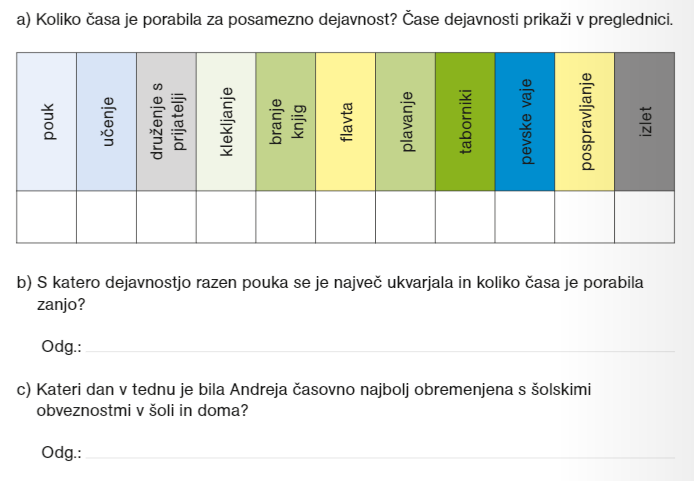 a) Koliko časa je porabila za posamezno dejavnost? Čase dejavnosti prikaži v preglednici.
pouk
učenje
druženje s
prijatelji
klekljanje
branje
knjig
flavta
plavanje
taborniki
pevske vaje
pospravljanje
izlet
b) S katero dejavnostjo razen pouka se je največ ukvarjala in koliko časa je porabila
zanjo?
Odg.:
c) Kateri dan v tednu je bila Andreja časovno najbolj obremenjena s šolskimi
obveznostmi v šoli in doma?
Odg.: